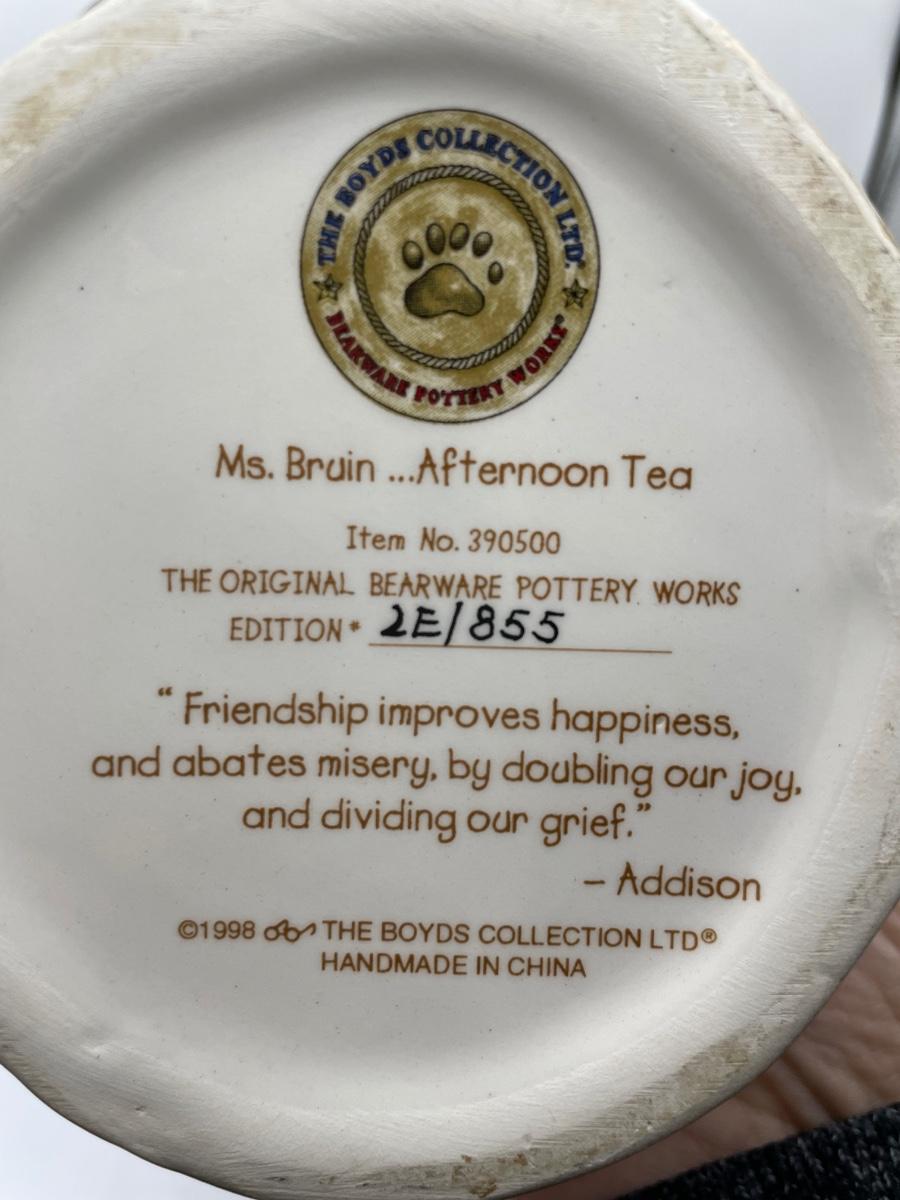 THE BOYDS COLLECTION LTD.®
BEARWARE POTTERY WORKS®
Ms. Bruin ...Afternoon Tea
Item No. 390500
THE ORIGINAL BEARWARE POTTERY WORKS
EDITION # 2E/855
“Friendship improves happiness,
and abates misery, by doubling our joy,
and dividing our grief.”
– Addison
©1998 THE BOYDS COLLECTION LTD®
HANDMADE IN CHINA